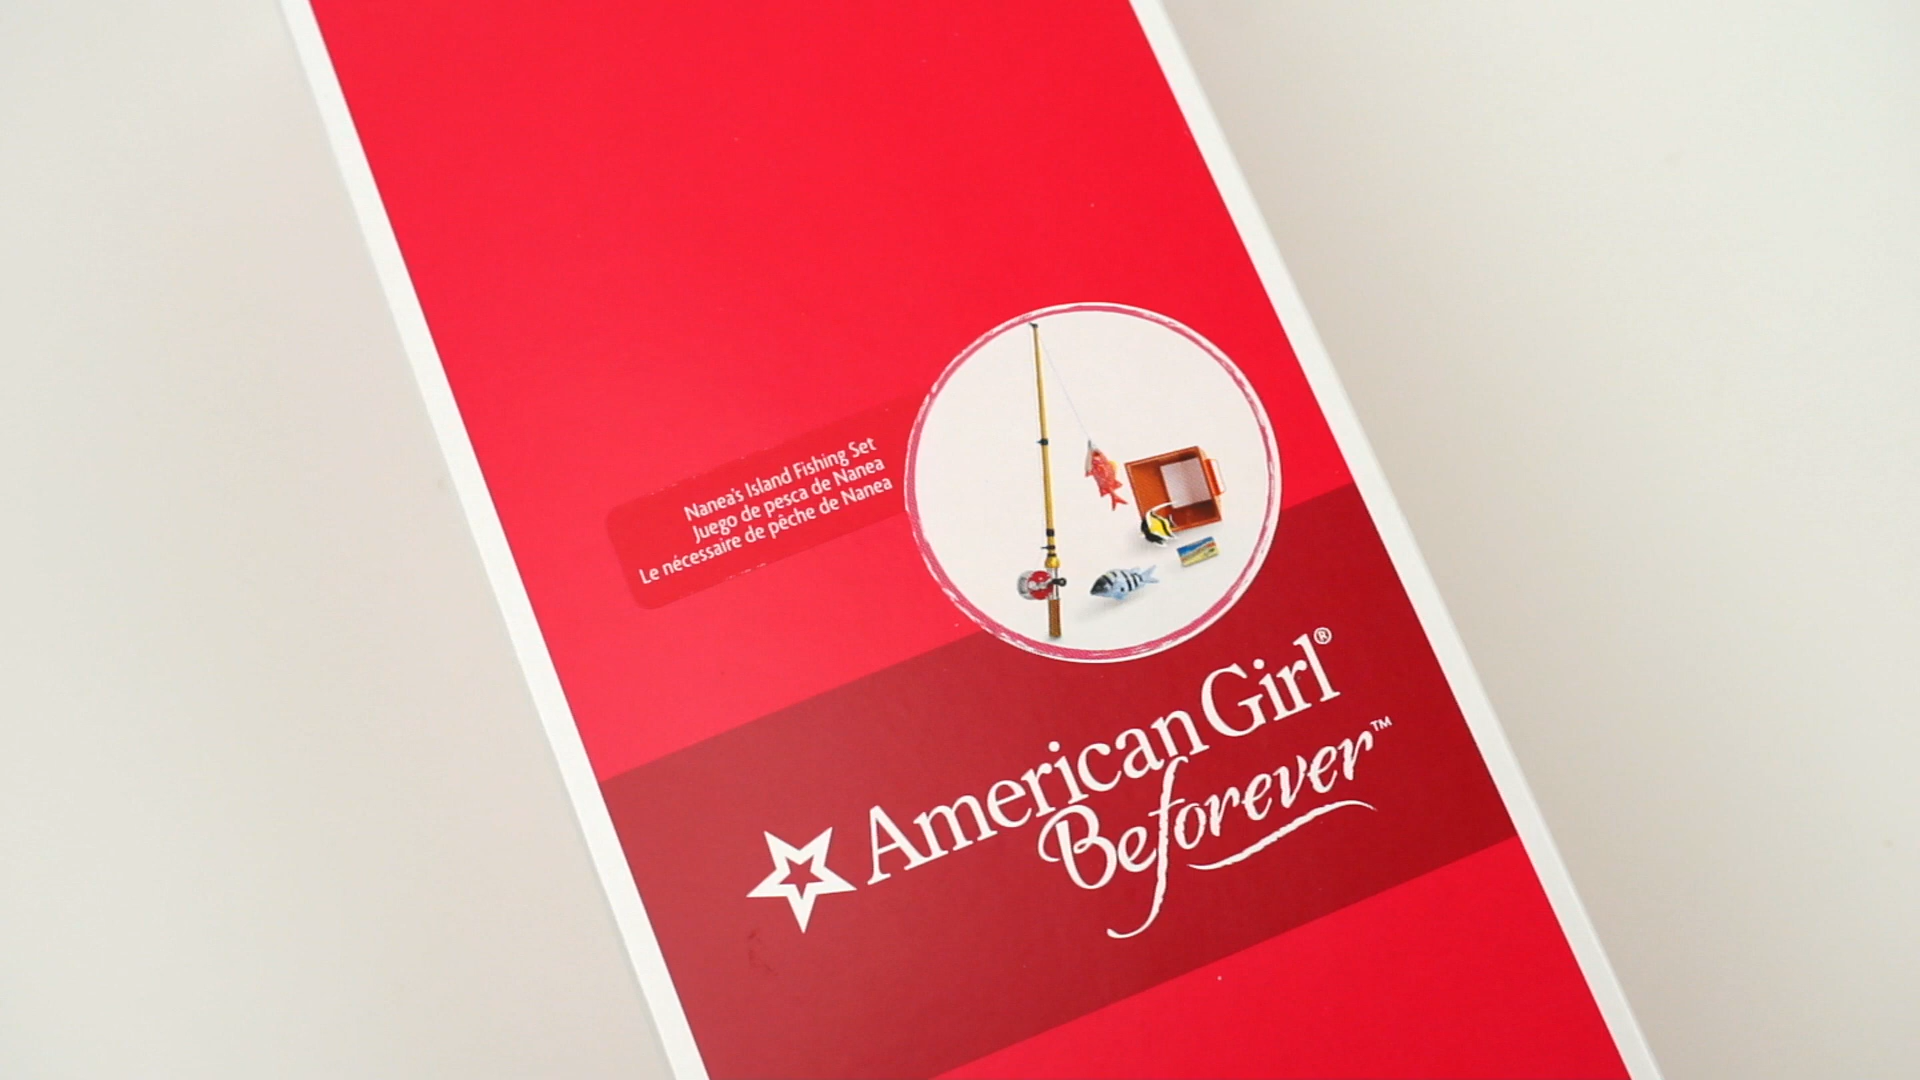 Nanea's Island Fishing Set
Juego de pesca de Nanea
Le nécessaire de pêche de Nanea
American Girl®
Beforever™